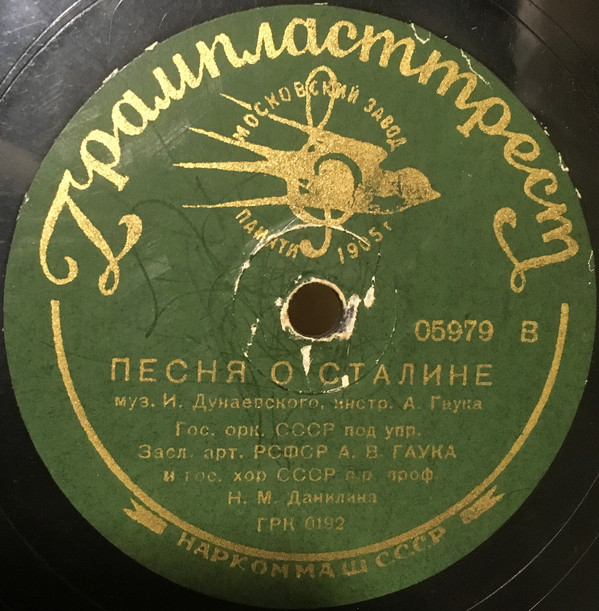 Грампласттрест
МОСКОВСКИЙ ЗАВОД
ПАМЯТИ 1905 г
05979 В
ПЕСНЯ О СТАЛИНЕ
муз. И. Дунаевского, инстр. А. Гаука
Гос. орк. СССР под упр.
Засл. арт. РСФСР А. В. ГАУКА
и гос. хор СССР п/р. проф.
Н. М. Данилина
ГРК 0192
НАРКОММАШ СССР